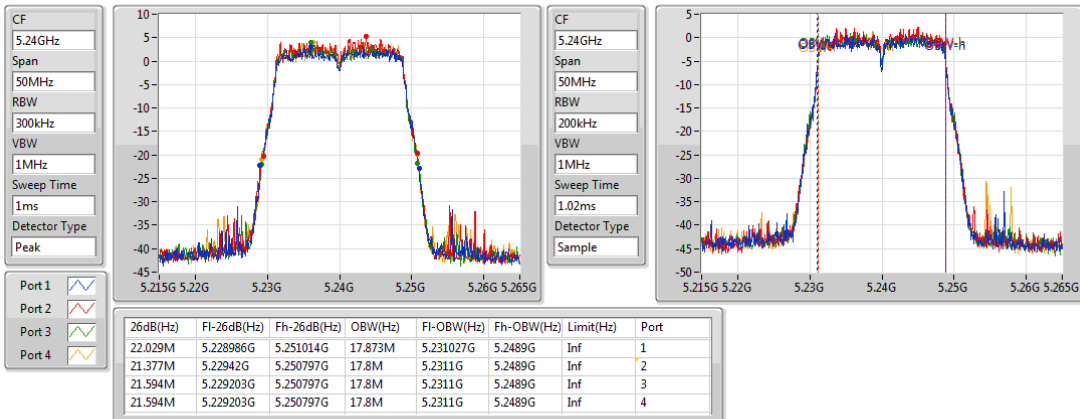 CF
5.24GHz
Span
50MHz
RBW
300kHz
VBW
1MHz
Sweep Time
1ms
Detector Type
Peak
10
5
0
-5
-10
-15
-20
-25
-30
-35
-40
-45
5.215G 5.22G 5.23G 5.24G 5.25G 5.26G 5.265G
CF
5.24GHz
Span
50MHz
RBW
200kHz
VBW
1MHz
Sweep Time
1.02ms
Detector Type
Sample
5
0
-5
-10
-15
-20
-25
-30
-35
-40
-45
-50
5.215G 5.22G 5.23G 5.24G 5.25G 5.26G 5.265G
Port 1
Port 2
Port 3
Port 4
26dB(Hz) Fl-26dB(Hz) Fh-26dB(Hz) OBW(Hz) Fl-OBW(Hz) Fh-OBW(Hz) Limit(Hz) Port
22.029M 5.228986G 5.251014G 17.873M 5.231027G 5.2489G Inf 1
21.377M 5.22942G 5.250797G 17.8M 5.2311G 5.2489G Inf 2
21.594M 5.229203G 5.250797G 17.8M 5.2311G 5.2489G Inf 3
21.594M 5.229203G 5.250797G 17.8M 5.2311G 5.2489G Inf 4